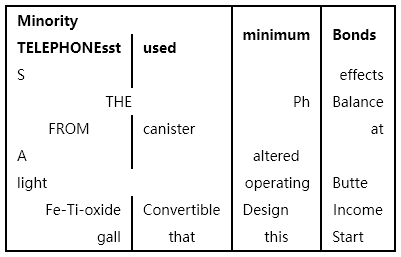 Minority minimum Bonds
TELEPHONEsst used
S effects
THE Ph Balance
FROM canister at
A altered
light operating Butte
Fe-Ti-oxide Convertible Design Income
gall that this Start